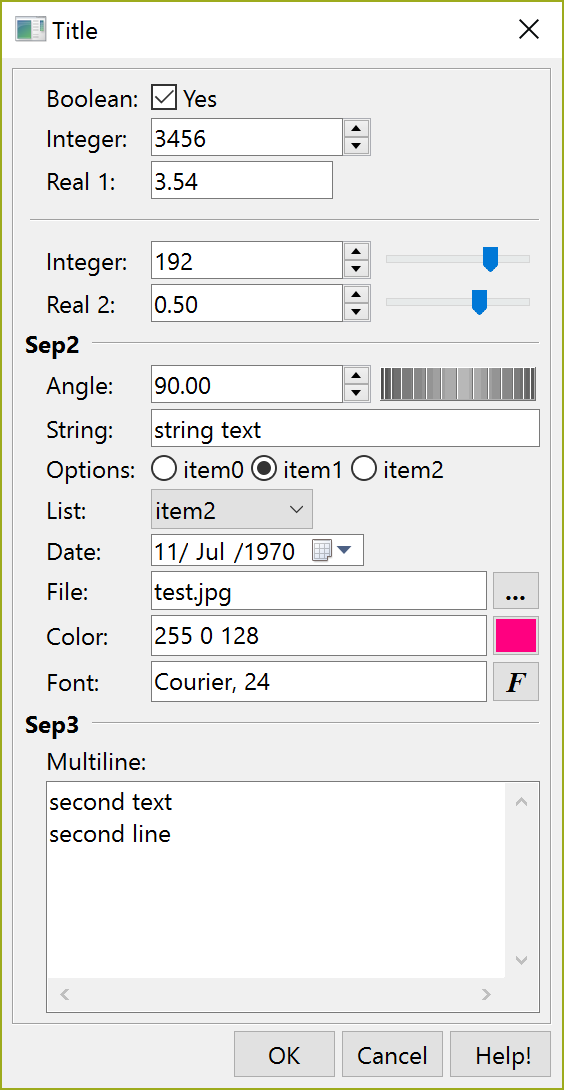 Title
Boolean: Yes
Integer: 3456
Real 1: 3.54
Integer: 192
Real 2: 0.50
Sep2
Angle: 90.00
String: string text
Options: item0 item1 item2
List: item2
Date: 11/ Jul /1970
File: test.jpg ...
Color: 255 0 128
Font: Courier, 24 F
Sep3
Multiline:
second text
second line
OK Cancel Help!